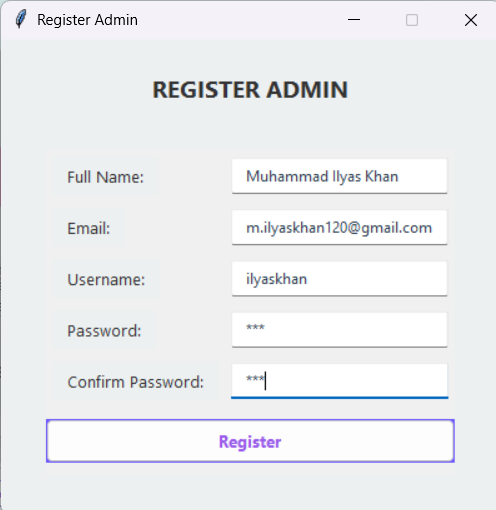 Register Admin
REGISTER ADMIN
Full Name: Muhammad Ilyas Khan
Email: m.ilyaskhan120@gmail.com
Username: ilyaskhan
Password: ***
Confirm Password: ***
Register